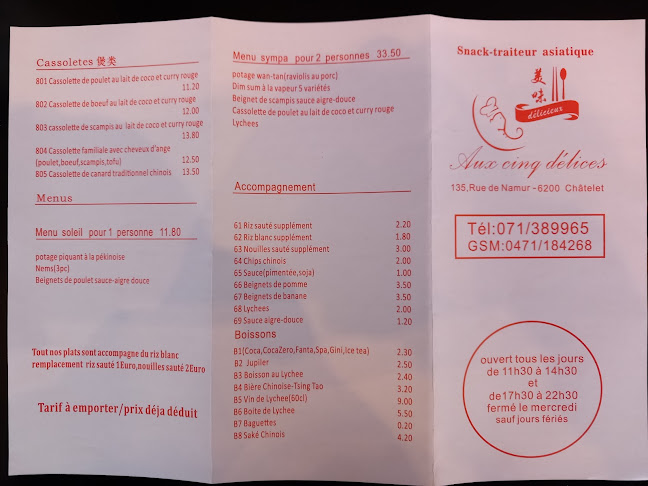 Cassoletes 煲类
801 Cassolette de poulet au lait de coco et curry rouge
11.20
802 Cassolette de boeuf au lait de coco et curry rouge
12.00
803 cassolette de scampis au lait de coco et curry rouge
13.80
804 Cassolette familiale avec cheveux d'ange
(poulet,boeuf,scampis,tofu) 12.50
805 Cassolette de canard traditionnel chinois 13.50
Menus
Menu soleil pour 1 personne 11.80
potage piquant à la pékinoise
Nems(3pc)
Beignets de poulet sauce-aigre douce
Tout nos plats sont accompagne du riz blanc
remplacement riz sauté 1Euro,nouilles sauté 2Euro
Tarif à emporter/prix déja déduit
Menu sympa pour 2 personnes 33.50
potage wan-tan(raviolis au porc)
Dim sum à la vapeur 5 variétés
Beignet de scampis sauce aigre-douce
Cassolette de poulet au lait de coco et curry rouge
Lychees
Accompagnement
61 Riz sauté supplément 2.20
62 Riz blanc supplément 1.80
63 Nouilles sauté supplément 3.00
64 Chips chinois 2.00
65 Sauce(pimentée,soja) 1.00
66 Beignets de pomme 3.50
67 Beignets de banane 3.50
68 Lychees 2.00
69 Sauce aigre-douce 1.20
Boissons
B1(Coca,CocaZero,Fanta,Spa,Gini,Ice tea) 2.30
B2 Jupiler 2.50
B3 Boisson au Lychee 2.40
B4 Bière Chinoise-Tsing Tao 3.20
B5 Vin de Lychee(60cl) 9.00
B6 Boite de Lychee 5.50
B7 Baguettes 0.20
B8 Saké Chinois 4.20
Snack-traiteur asiatique
美味
délicieux
Aux cinq délices
135,Rue de Namur-6200 Châtelet
Tél:071/389965
GSM:0471/184268
ouvert tous les jours
de 11h30 à 14h30
et
de17h30 à 22h30
fermé le mercredi
sauf jours fériés